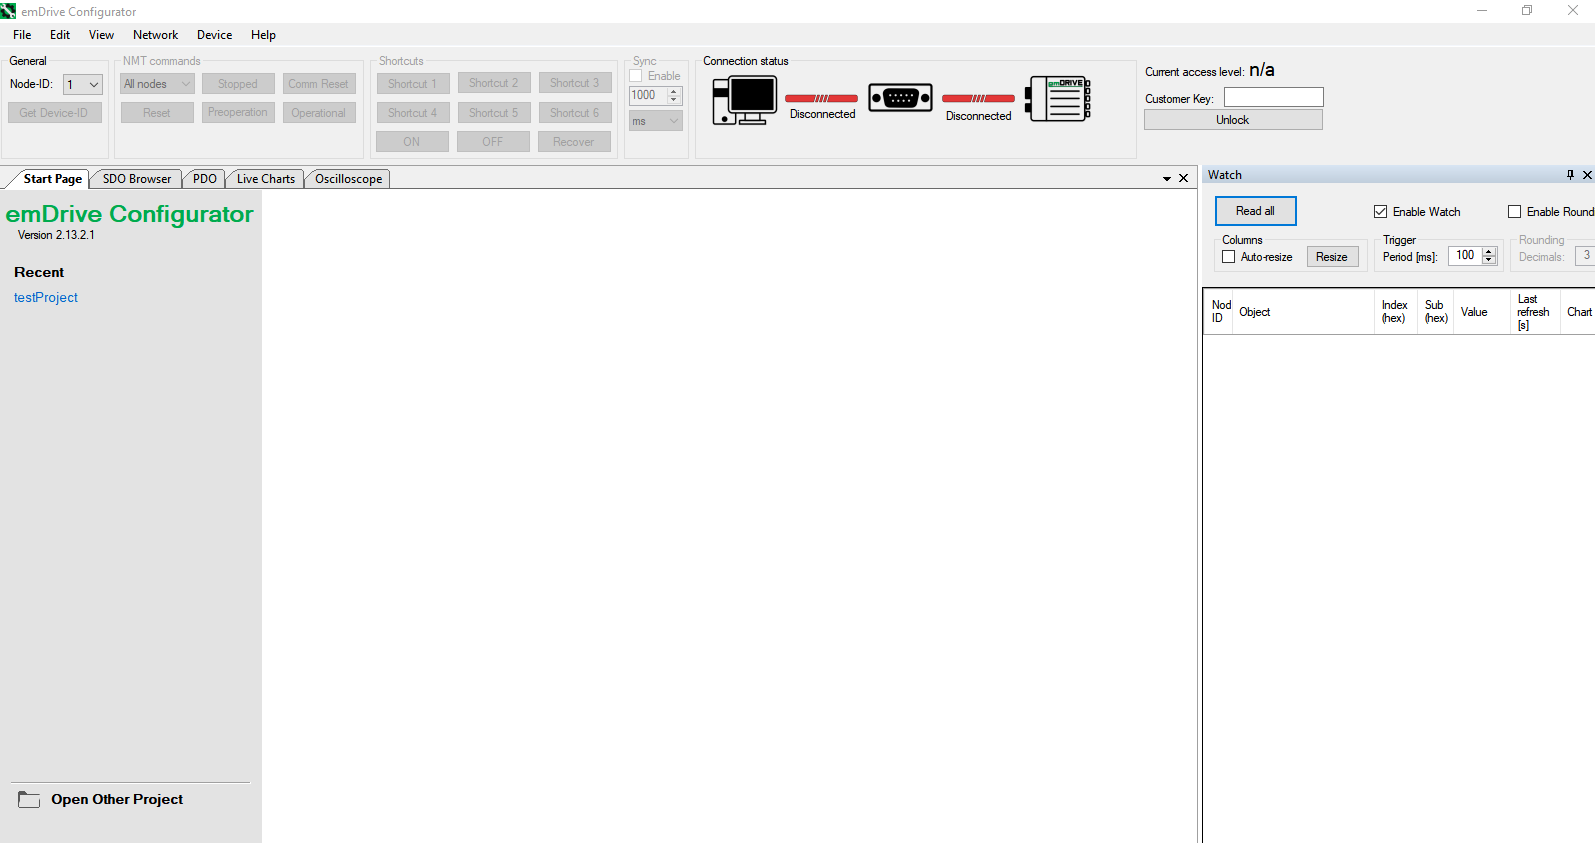 emDrive Configurator
File Edit View Network Device Help
General
Node-ID: 1
Get Device-ID
NMT commands
All nodes Stopped Comm Reset
Reset Preoperation Operational
Shortcuts
Shortcut 1 Shortcut 2 Shortcut 3
Shortcut 4 Shortcut 5 Shortcut 6
ON OFF Recover
Sync
Enable
1000
ms
Connection status
Disconnected
Disconnected
emDRIVE
Current access level: n/a
Customer Key:
Unlock
Start Page SDO Browser PDO Live Charts Oscilloscope
emDrive Configurator
Version 2.13.2.1
Recent
testProject
Open Other Project
Watch
Read all
Enable Watch
Enable Round
Columns
Auto-resize Resize
Trigger
Period [ms]: 100
Rounding
Decimals: 3
Nod ID
Object
Index (hex)
Sub (hex)
Value
Last refresh [s]
Chart